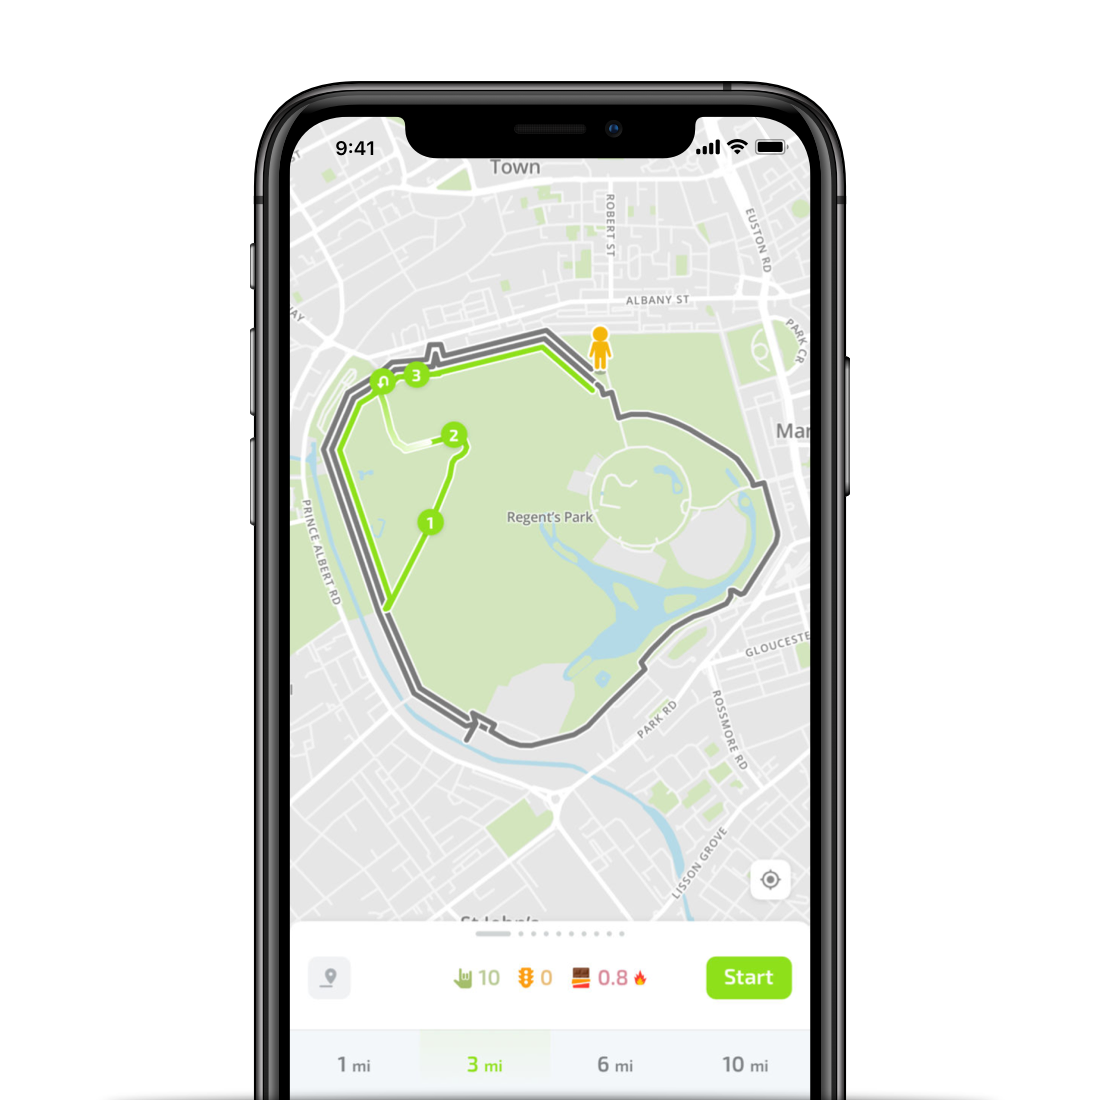 9:41
Town
ROBERT ST
EUSTON RD
ALBANY ST
PARK CR
3
2
1
Regent's Park
PRINCE ALBERT RD
PARK RD
ROSSMORE RD
LISSON GROVE
10
0
0.8
Start
1 mi
3 mi
6 mi
10 mi